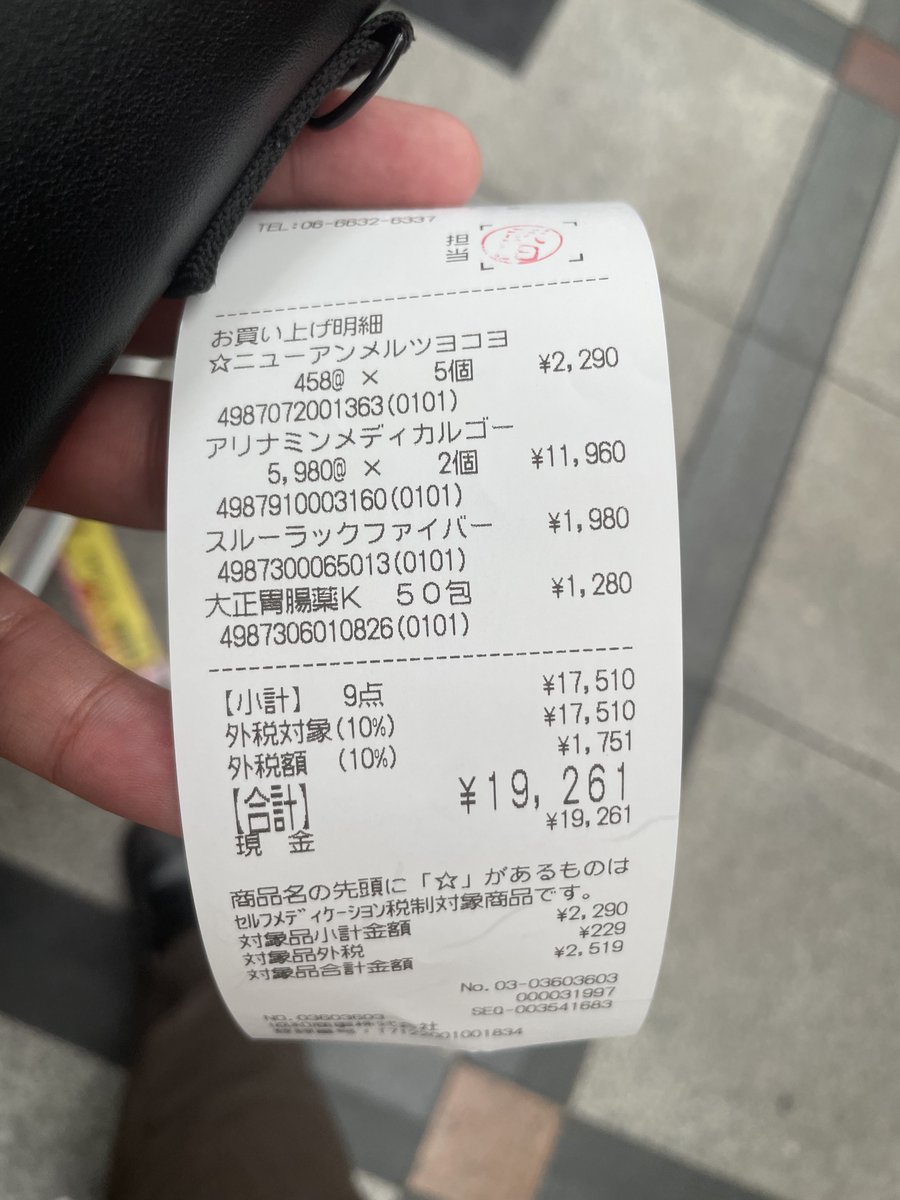 TEL:06-6632-6337
担当
お買い上げ明細
☆ニューアンメルツヨコヨ
458@ × 5個 ¥2,290
4987072001363(0101)
アリナミンメディカルゴー
5,980@ × 2個 ¥11,960
4987910003160(0101)
スルーラックファイバー ¥1,980
4987300065013(0101)
大正胃腸薬K 50包 ¥1,280
4987306010826(0101)
【小計】 9点 ¥17,510
外税対象(10%) ¥17,510
外税額 (10%) ¥1,751
【合計】 ¥19,261
現 金 ¥19,261
商品名の先頭に「☆」があるものは
セルフメディケーション税制対象商品です。
対象品小計金額 ¥2,290
対象品外税 ¥229
対象品合計金額 ¥2,519
No.03-03603603
000031997
SEQ-003541683
NO.03603603